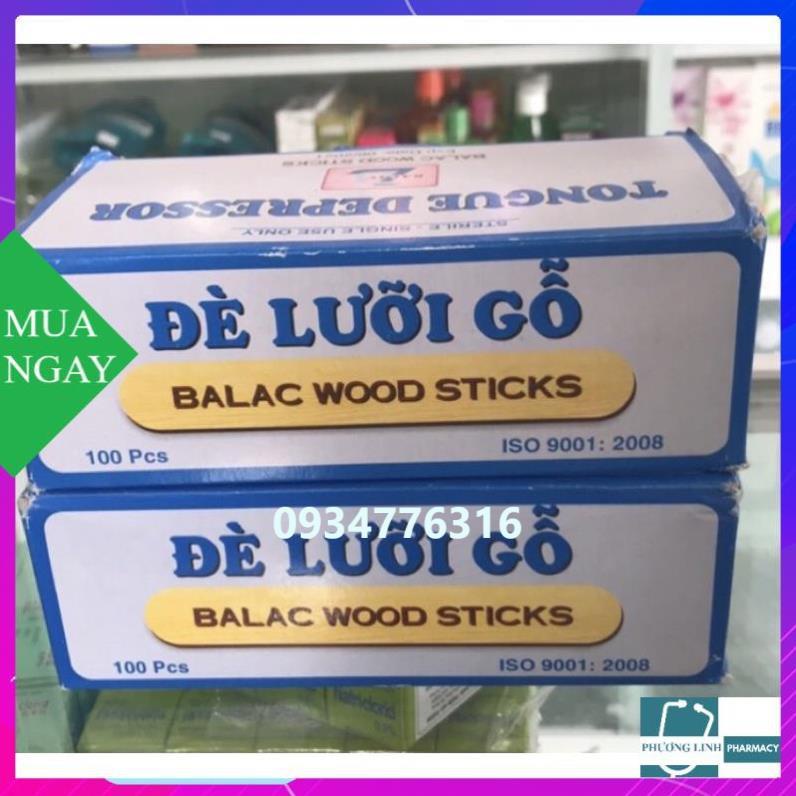 BALAC WOOD STICKS
TONGUE DEPRESSOR
STERILE - SINGLE USE ONLY
MUA
NGAY
ĐÈ LƯỠI GỖ
BALAC WOOD STICKS
100 Pcs
ISO 9001: 2008
0934776316
ĐÈ LƯỠI GỖ
BALAC WOOD STICKS
100 Pcs
ISO 9001: 2008
PHƯƠNG LINH PHARMACY